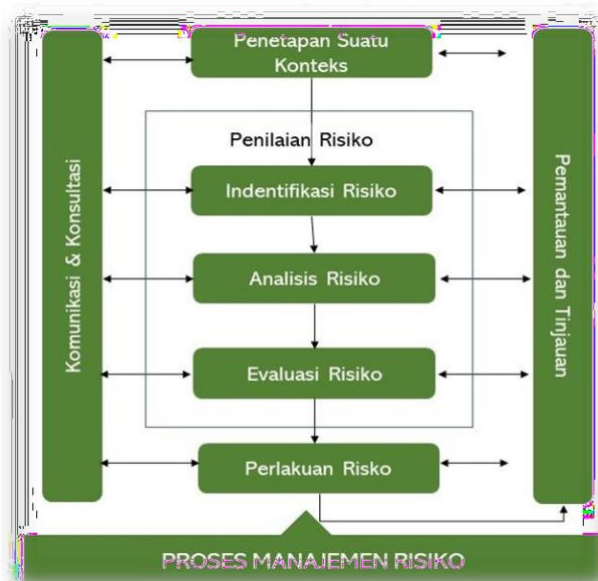 Penetapan Suatu
Konteks
Penilaian Risiko
Indentifikasi Risiko
Analisis Risiko
Evaluasi Risiko
Perlakuan Risko
Komunikasi & Konsultasi
Pemantauan dan Tinjauan
PROSES MANAJEMEN RISIKO